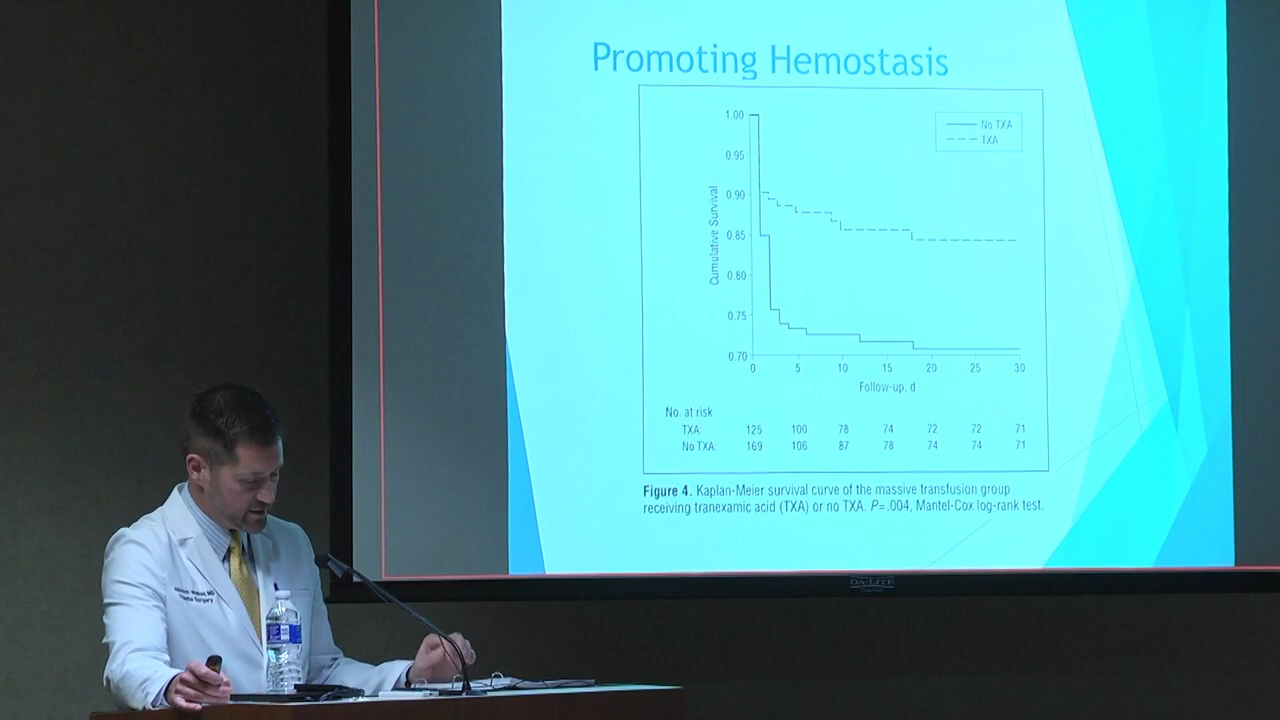 Promoting Hemostasis
1.00
0.95
0.90
0.85
0.80
0.75
0.70
Cumulative Survival
No TXA
TXA
0 5 10 15 20 25 30
Follow-up, d
No. at risk
TXA: 125 100 78 74 72 72 71
No TXA: 169 106 87 78 74 74 71
Figure 4. Kaplan-Meier survival curve of the massive transfusion group
receiving tranexamic acid (TXA) or no TXA. P=.004, Mantel-Cox log-rank test.
DA-LITE
MD
Surgery